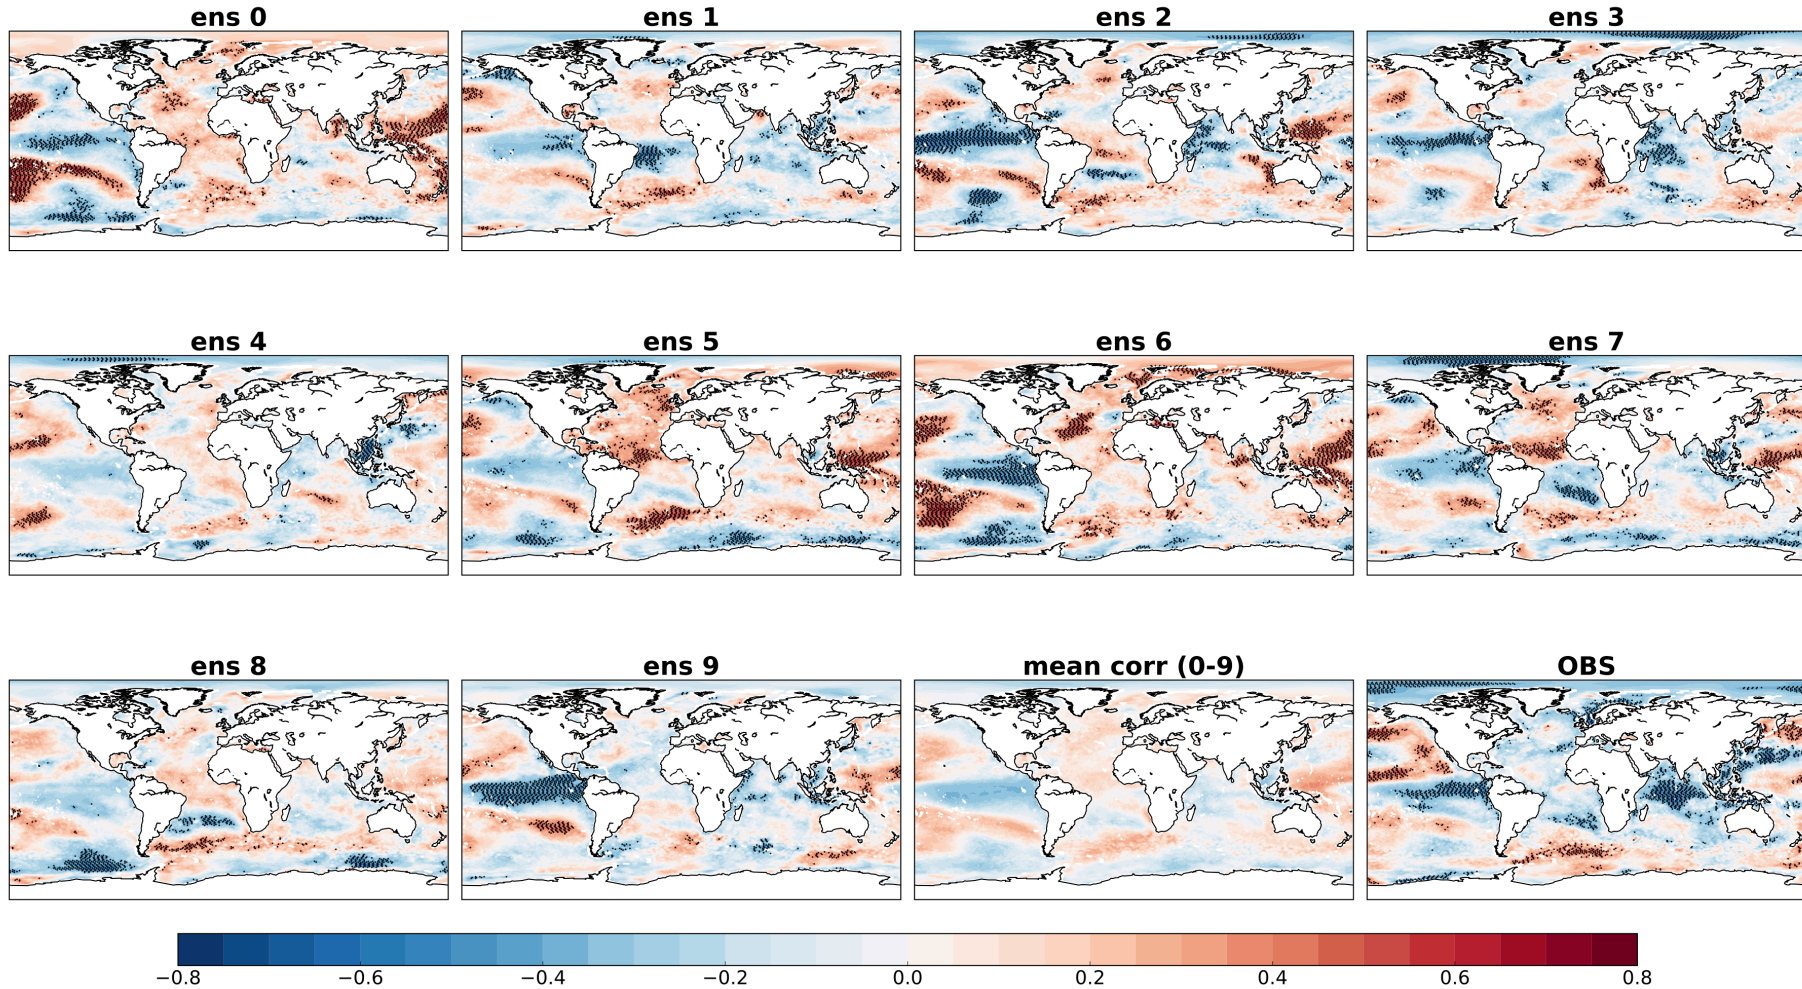 ens 0 ens 1 ens 2 ens 3
ens 4 ens 5 ens 6 ens 7
ens 8 ens 9 mean corr (0-9) OBS
−0.8 −0.6 −0.4 −0.2 0.0 0.2 0.4 0.6 0.8